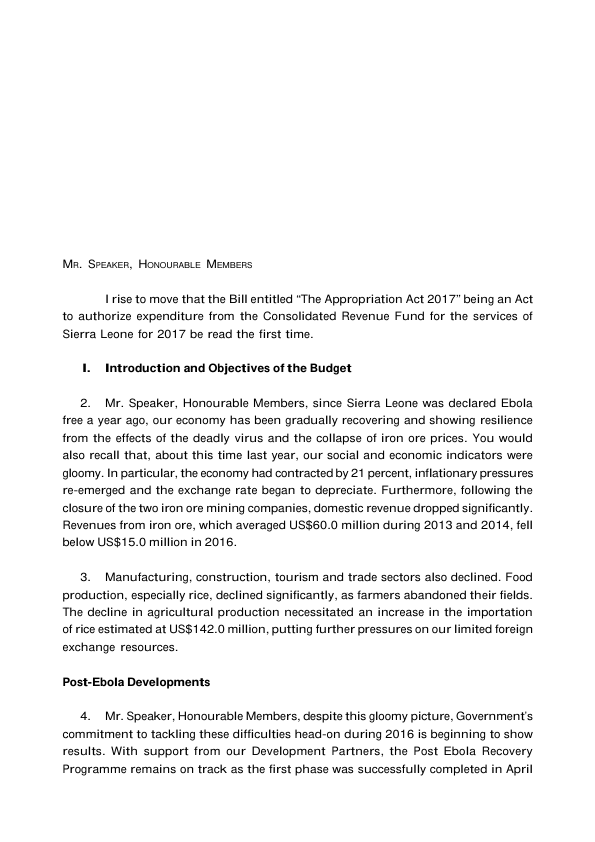 MR. SPEAKER, HONOURABLE MEMBERS
I rise to move that the Bill entitled “The Appropriation Act 2017” being an Act
to authorize expenditure from the Consolidated Revenue Fund for the services of
Sierra Leone for 2017 be read the first time.
I. Introduction and Objectives of the Budget
2. Mr. Speaker, Honourable Members, since Sierra Leone was declared Ebola
free a year ago, our economy has been gradually recovering and showing resilience
from the effects of the deadly virus and the collapse of iron ore prices. You would
also recall that, about this time last year, our social and economic indicators were
gloomy. In particular, the economy had contracted by 21 percent, inflationary pressures
re-emerged and the exchange rate began to depreciate. Furthermore, following the
closure of the two iron ore mining companies, domestic revenue dropped significantly.
Revenues from iron ore, which averaged US$60.0 million during 2013 and 2014, fell
below US$15.0 million in 2016.
3. Manufacturing, construction, tourism and trade sectors also declined. Food
production, especially rice, declined significantly, as farmers abandoned their fields.
The decline in agricultural production necessitated an increase in the importation
of rice estimated at US$142.0 million, putting further pressures on our limited foreign
exchange resources.
Post-Ebola Developments
4. Mr. Speaker, Honourable Members, despite this gloomy picture, Government’s
commitment to tackling these difficulties head-on during 2016 is beginning to show
results. With support from our Development Partners, the Post Ebola Recovery
Programme remains on track as the first phase was successfully completed in April